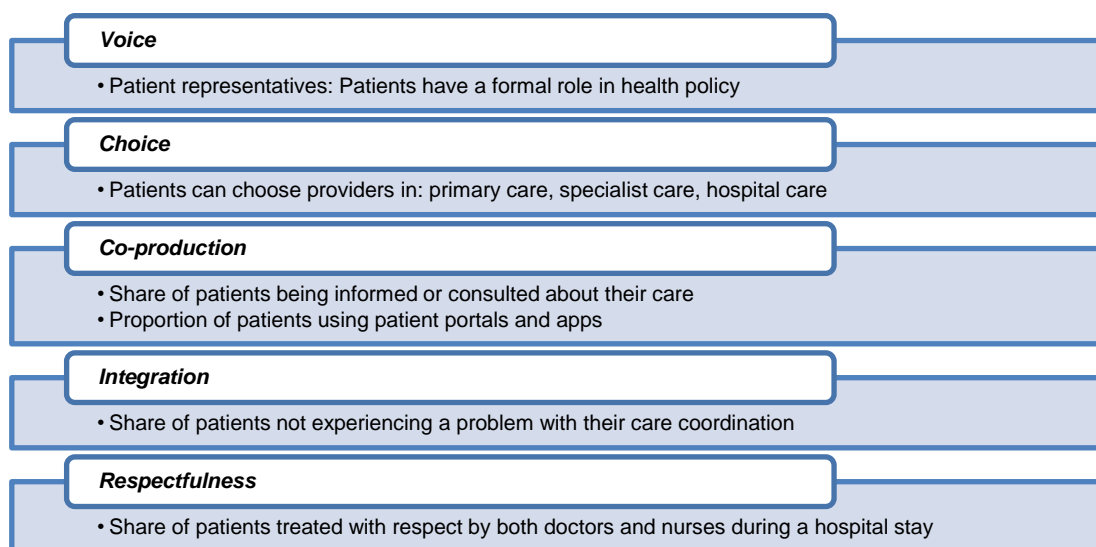 Voice
• Patient representatives: Patients have a formal role in health policy
Choice
• Patients can choose providers in: primary care, specialist care, hospital care
Co-production
• Share of patients being informed or consulted about their care
• Proportion of patients using patient portals and apps
Integration
• Share of patients not experiencing a problem with their care coordination
Respectfulness
• Share of patients treated with respect by both doctors and nurses during a hospital stay